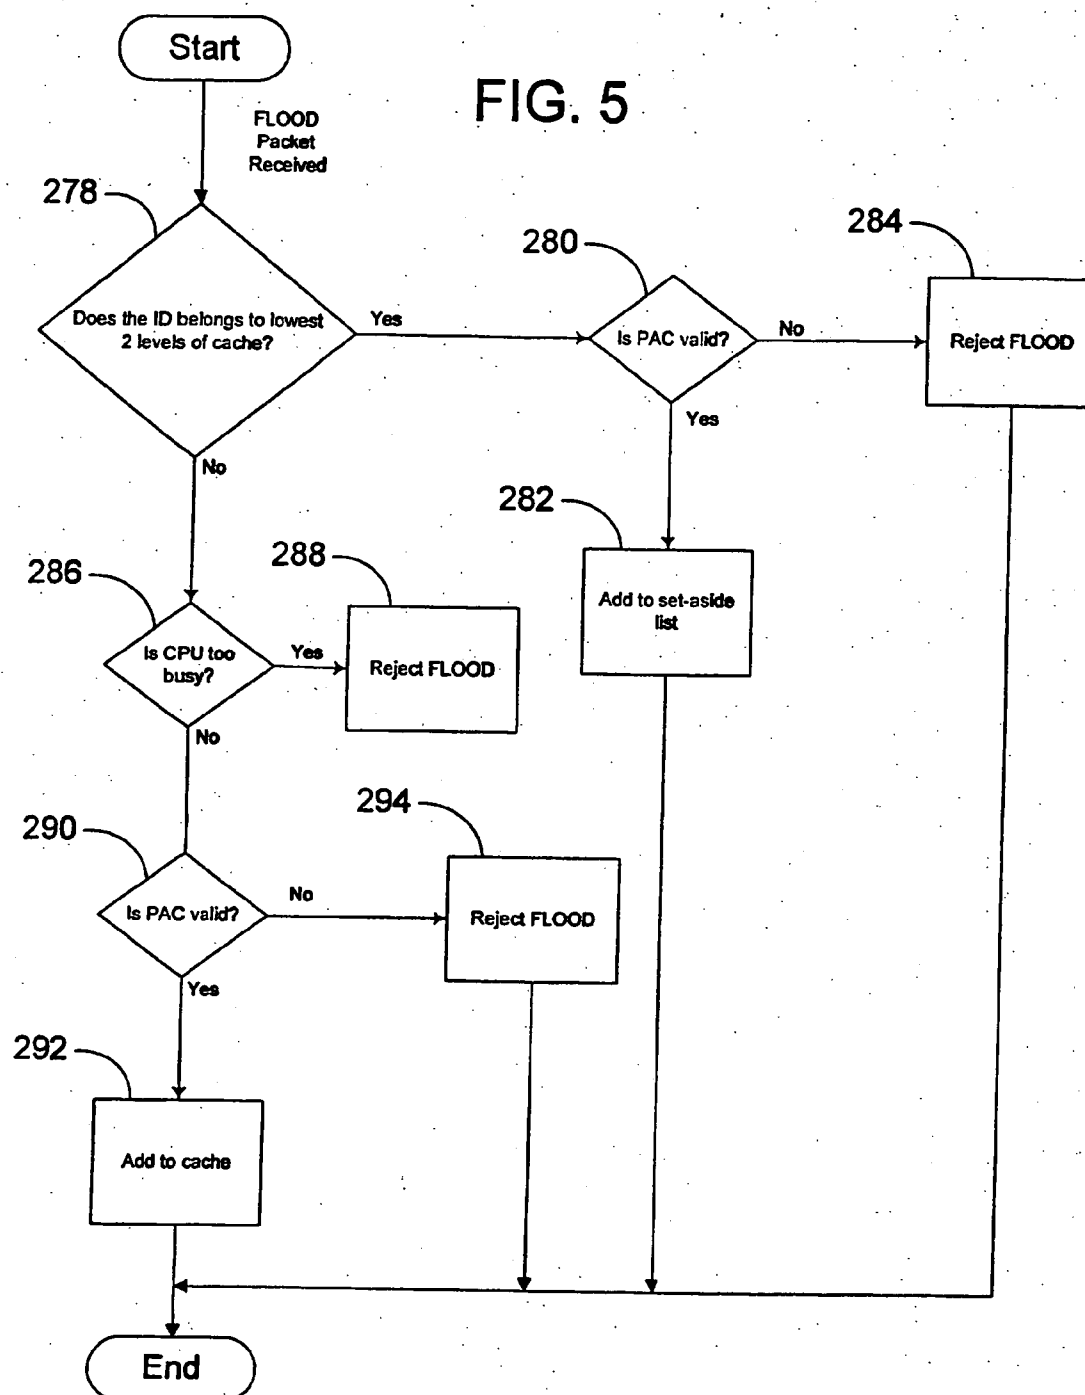 Start
FIG. 5
FLOOD
Packet
Received
278
280
284
Does the ID belongs to lowest
2 levels of cache?
Yes
Is PAC valid?
No
Reject FLOOD
Yes
No
282
Add to set-aside
list
286
288
Is CPU too
busy?
Yes
Reject FLOOD
No
290
294
Is PAC valid?
No
Reject FLOOD
Yes
292
Add to cache
End